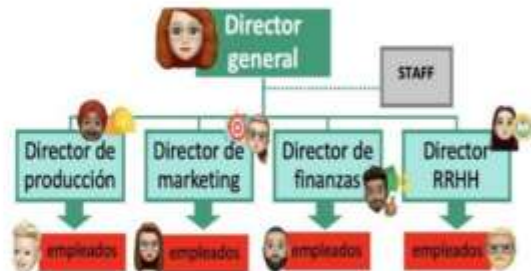 Director
general
STAFF
Director de
producción
Director de
marketing
Director de
finanzas
Director
RRHH
empleados
empleados
empleados
empleados